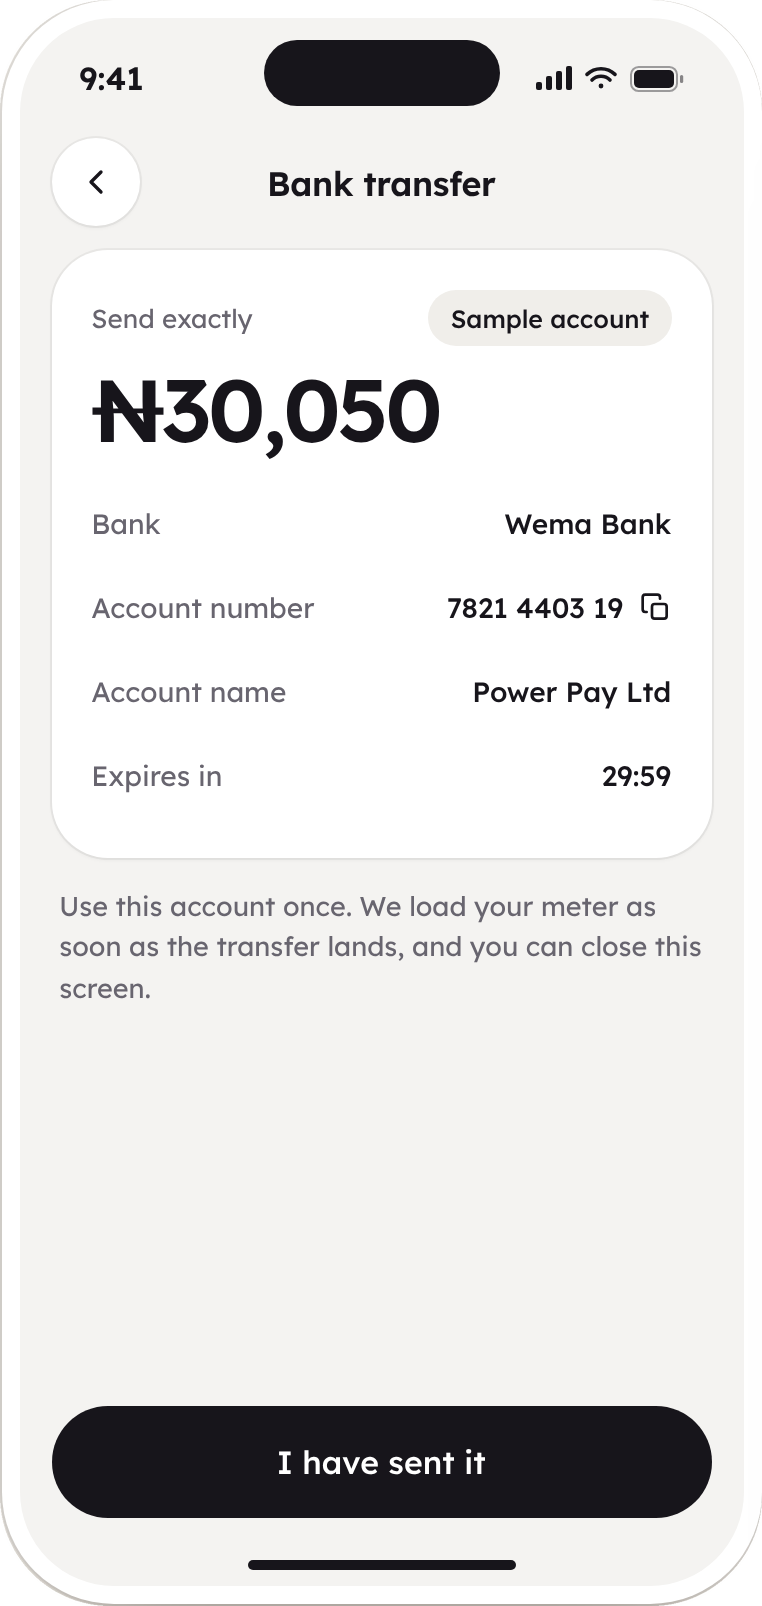 9:41
Bank transfer
Send exactly
Sample account
₦30,050
Bank
Wema Bank
Account number
7821 4403 19
Account name
Power Pay Ltd
Expires in
29:59
Use this account once. We load your meter as
soon as the transfer lands, and you can close this
screen.
I have sent it